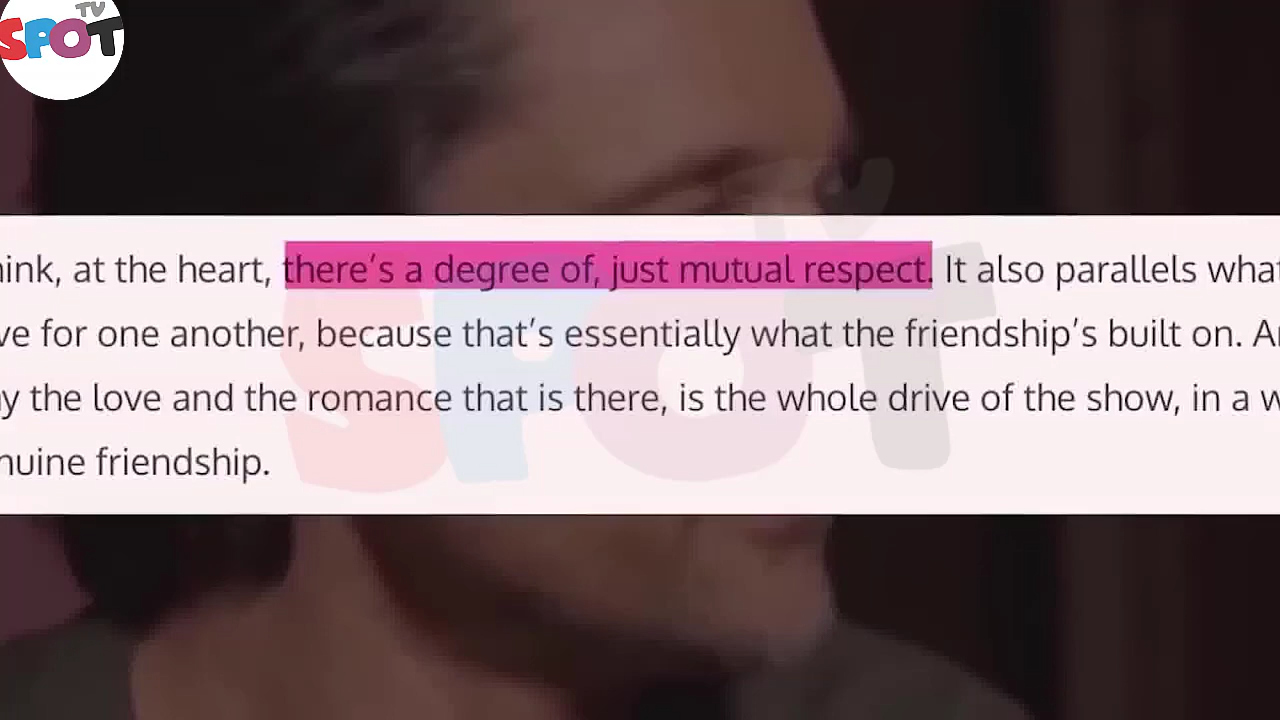 TV
SPOT
hink, at the heart, there's a degree of, just mutual respect. It also parallels what
ve for one another, because that's essentially what the friendship's built on. A
y the love and the romance that is there, is the whole drive of the show, in a w
nuine friendship.
TV
SPOT